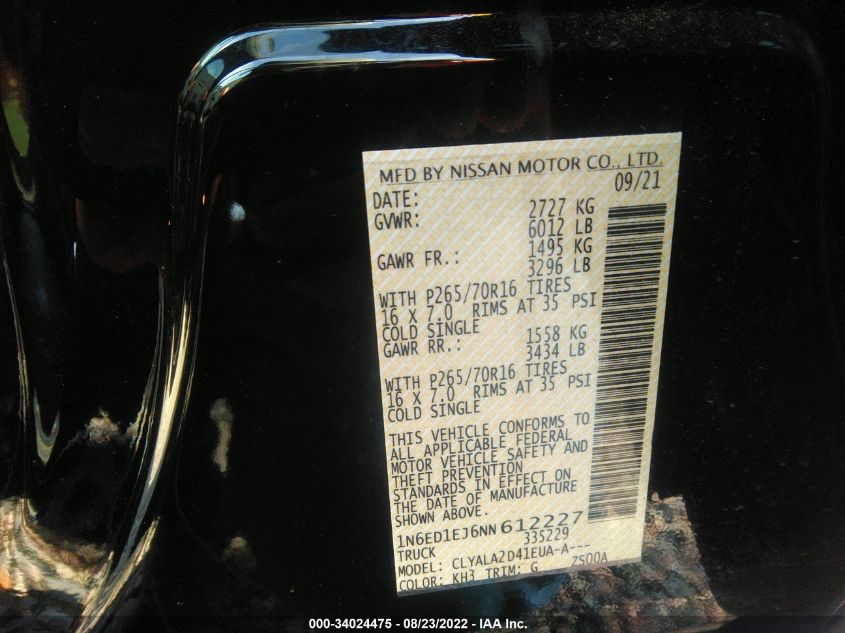 MFD BY NISSAN MOTOR CO., LTD.
DATE: 09/21
GVWR: 2727 KG
6012 LB
GAWR FR.: 1495 KG
3296 LB
WITH P265/70R16 TIRES
16 X 7.0 RIMS AT 35 PSI
COLD SINGLE
GAWR RR.: 1558 KG
3434 LB
WITH P265/70R16 TIRES
16 X 7.0 RIMS AT 35 PSI
COLD SINGLE
THIS VEHICLE CONFORMS TO
ALL APPLICABLE FEDERAL
MOTOR VEHICLE SAFETY AND
THEFT PREVENTION
STANDARDS IN EFFECT ON
THE DATE OF MANUFACTURE
SHOWN ABOVE.
1N6ED1EJ6NN612227
TRUCK 335229
MODEL: CLYALA2D41EUA-A---
COLOR: KH3 TRIM: G ZS00A
000-34024475 - 08/23/2022 - IAA Inc.